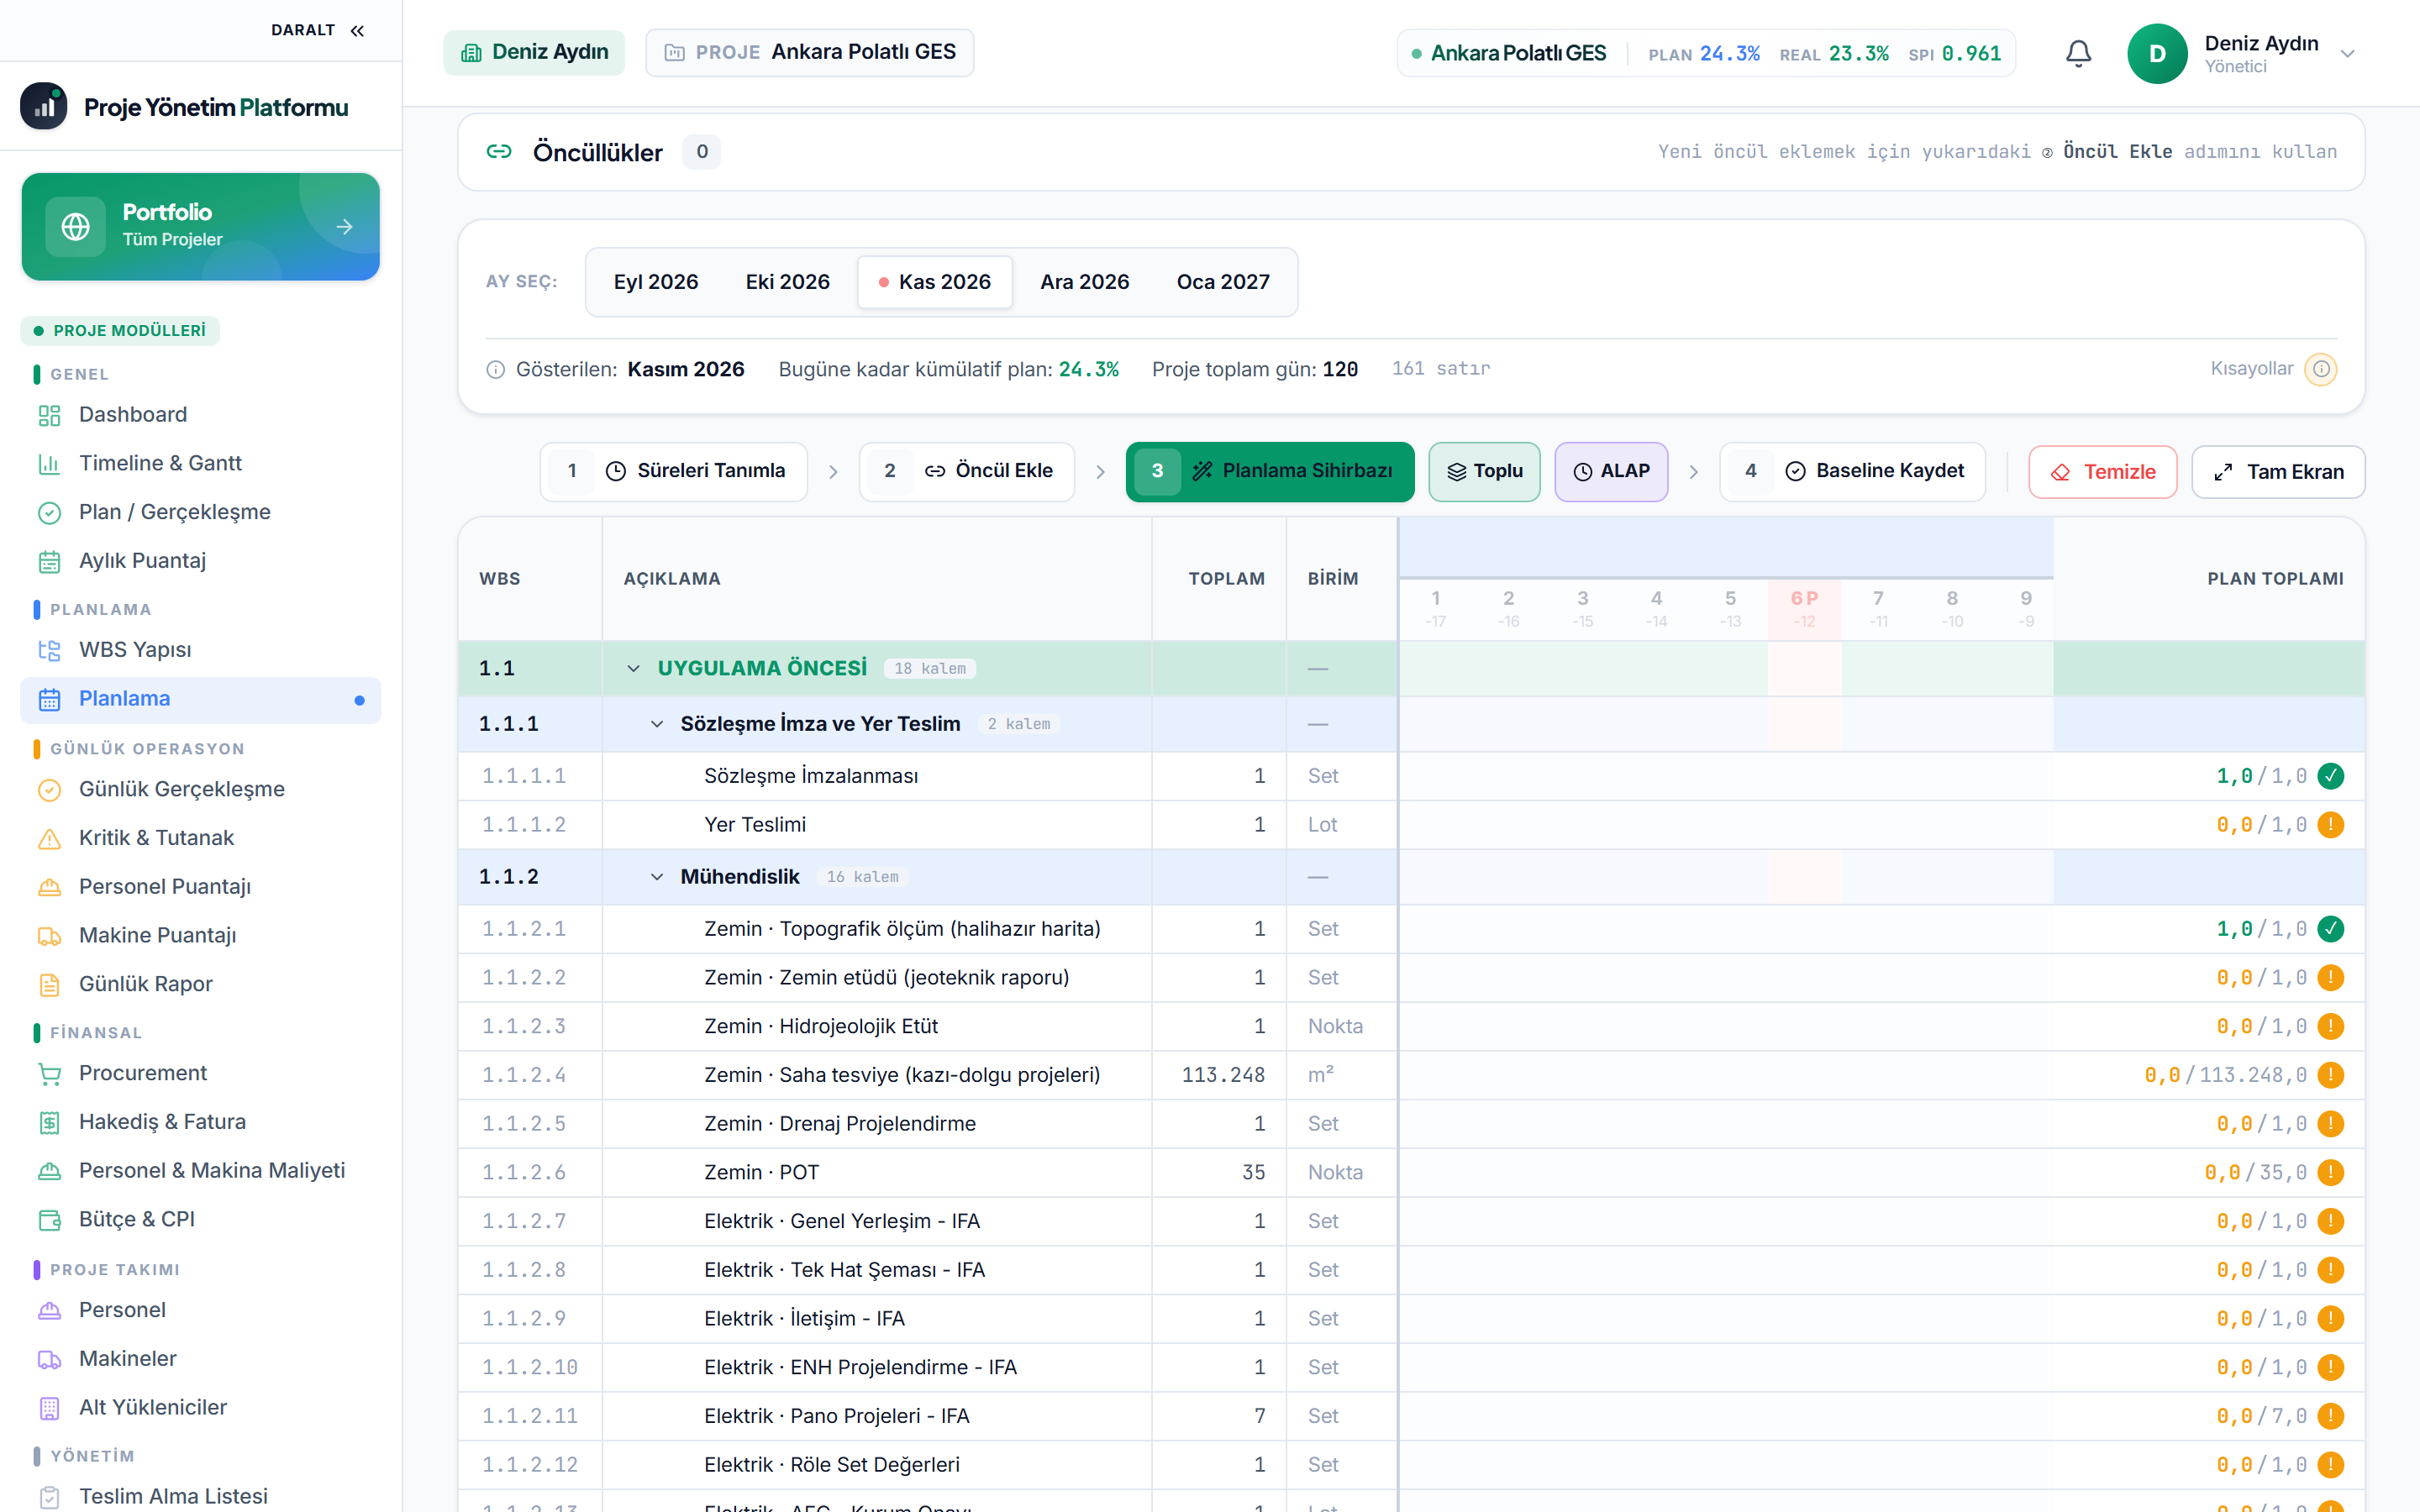 DARALT
Proje Yönetim Platformu
Portfolio
Tüm Projeler
PROJE MODÜLLERİ
GENEL
Dashboard
Timeline & Gantt
Plan / Gerçekleşme
Aylık Puantaj
PLANLAMA
WBS Yapısı
Planlama
GÜNLÜK OPERASYON
Günlük Gerçekleşme
Kritik & Tutanak
Personel Puantajı
Makine Puantajı
Günlük Rapor
FİNANSAL
Procurement
Hakediş & Fatura
Personel & Makina Maliyeti
Bütçe & CPI
PROJE TAKIMI
Personel
Makineler
Alt Yükleniciler
YÖNETİM
Teslim Alma Listesi
Deniz Aydın PROJE Ankara Polatlı GES
Ankara Polatlı GES PLAN 24.3% REAL 23.3% SPI 0.961
D Deniz Aydın
Yönetici
Öncüllükler 0 Yeni öncül eklemek için yukarıdaki ② Öncül Ekle adımını kullan
AY SEÇ: Eyl 2026 Eki 2026 Kas 2026 Ara 2026 Oca 2027
Gösterilen: Kasım 2026 Bugüne kadar kümülatif plan: 24.3% Proje toplam gün: 120 161 satır Kısayollar
1 Süreleri Tanımla 2 Öncül Ekle 3 Planlama Sihirbazı Toplu ALAP 4 Baseline Kaydet Temizle Tam Ekran
WBS AÇIKLAMA TOPLAM BİRİM PLAN TOPLAMI
1 2 3 4 5 6 P 7 8 9
-17 -16 -15 -14 -13 -12 -11 -10 -9
1.1 UYGULAMA ÖNCESİ 18 kalem —
1.1.1 Sözleşme İmza ve Yer Teslim 2 kalem —
1.1.1.1 Sözleşme İmzalanması 1 Set 1,0 / 1,0 ✓
1.1.1.2 Yer Teslimi 1 Lot 0,0 / 1,0 !
1.1.2 Mühendislik 16 kalem —
1.1.2.1 Zemin · Topografik ölçüm (halihazır harita) 1 Set 1,0 / 1,0 ✓
1.1.2.2 Zemin · Zemin etüdü (jeoteknik raporu) 1 Set 0,0 / 1,0 !
1.1.2.3 Zemin · Hidrojeolojik Etüt 1 Nokta 0,0 / 1,0 !
1.1.2.4 Zemin · Saha tesviye (kazı-dolgu projeleri) 113.248 m² 0,0 / 113.248,0 !
1.1.2.5 Zemin · Drenaj Projelendirme 1 Set 0,0 / 1,0 !
1.1.2.6 Zemin · POT 35 Nokta 0,0 / 35,0 !
1.1.2.7 Elektrik · Genel Yerleşim - IFA 1 Set 0,0 / 1,0 !
1.1.2.8 Elektrik · Tek Hat Şeması - IFA 1 Set 0,0 / 1,0 !
1.1.2.9 Elektrik · İletişim - IFA 1 Set 0,0 / 1,0 !
1.1.2.10 Elektrik · ENH Projelendirme - IFA 1 Set 0,0 / 1,0 !
1.1.2.11 Elektrik · Pano Projeleri - IFA 7 Set 0,0 / 7,0 !
1.1.2.12 Elektrik · Röle Set Değerleri 1 Set 0,0 / 1,0 !